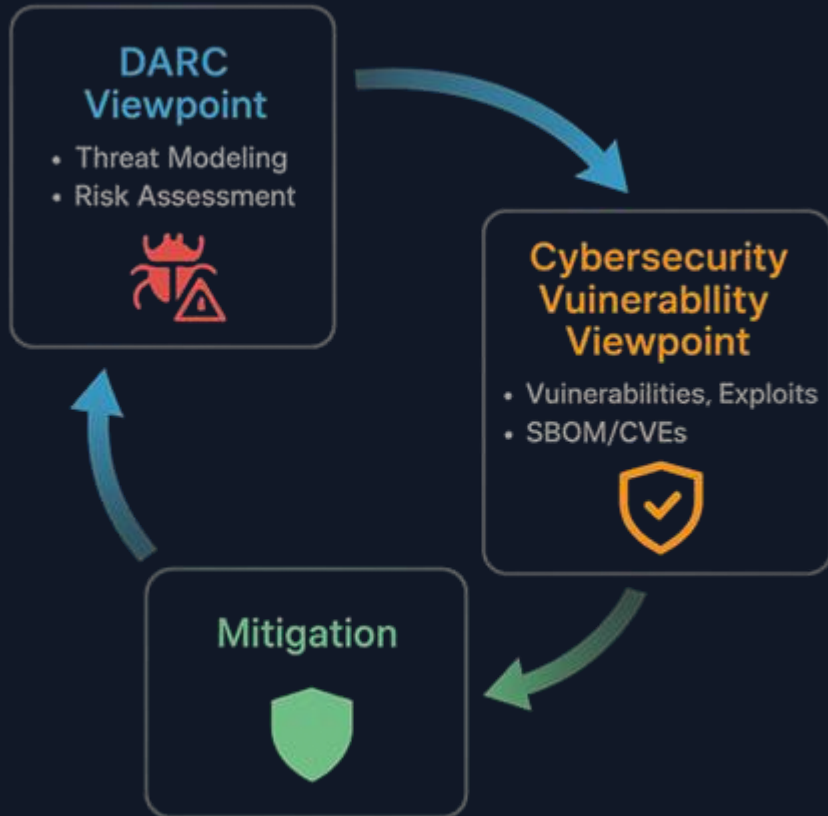 DARC
Viewpoint
• Threat Modeling
• Risk Assessment
Cybersecurity
Vuinerabllity
Viewpoint
• Vuinerabilities, Exploits
• SBOM/CVEs
Mitigation